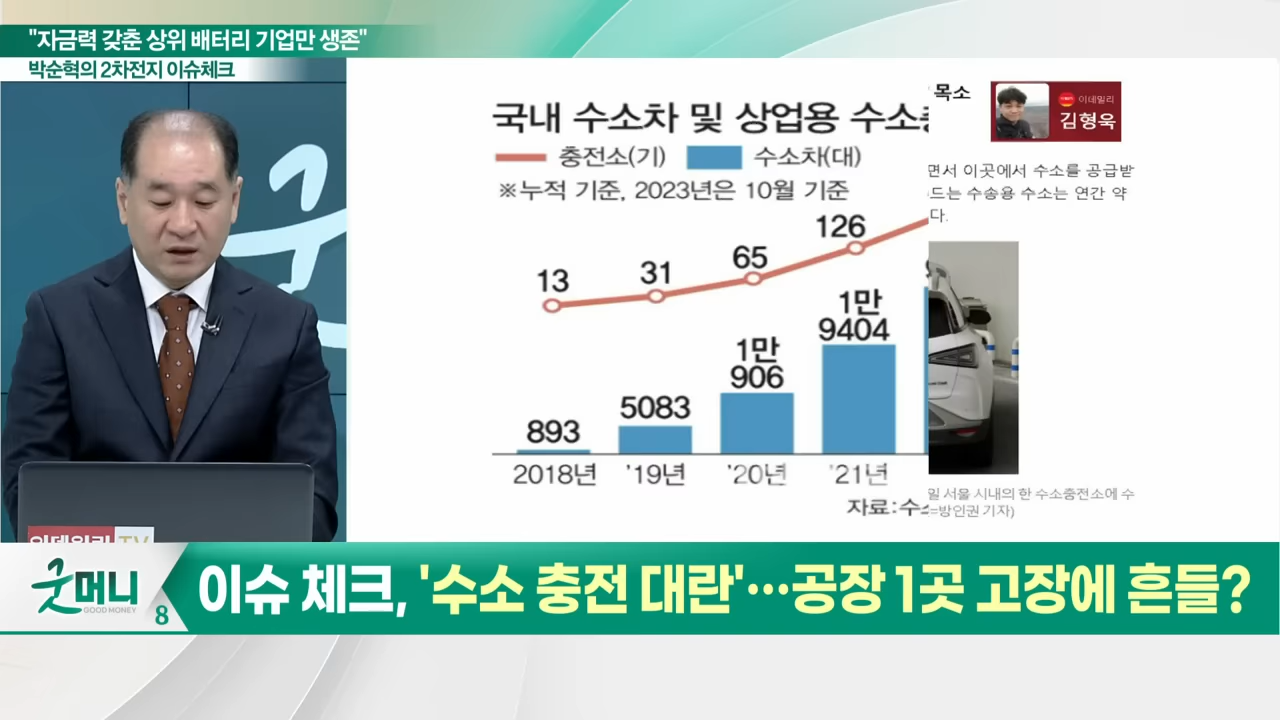 "자금력 갖춘 상위 배터리 기업만 생존"
박순혁의 2차전지 이슈체크
국내 수소차 및 상업용 수소
충전소(기) 수소차(대)
※누적 기준, 2023년은 10월 기준
13 31 65 126
893 5083 1만 906 1만 9404
2018년 '19년 '20년 '21년
자료:수소
목소
이데일리
김형욱
면서 이곳에서 수소를 공급받
드는 수송용 수소는 연간 약
다.
일 서울 시내의 한 수소충전소에 수
=방인권 기자)
이데일리 TV
굿머니
GOOD MONEY
8
이슈 체크, '수소 충전 대란'…공장 1곳 고장에 흔들?